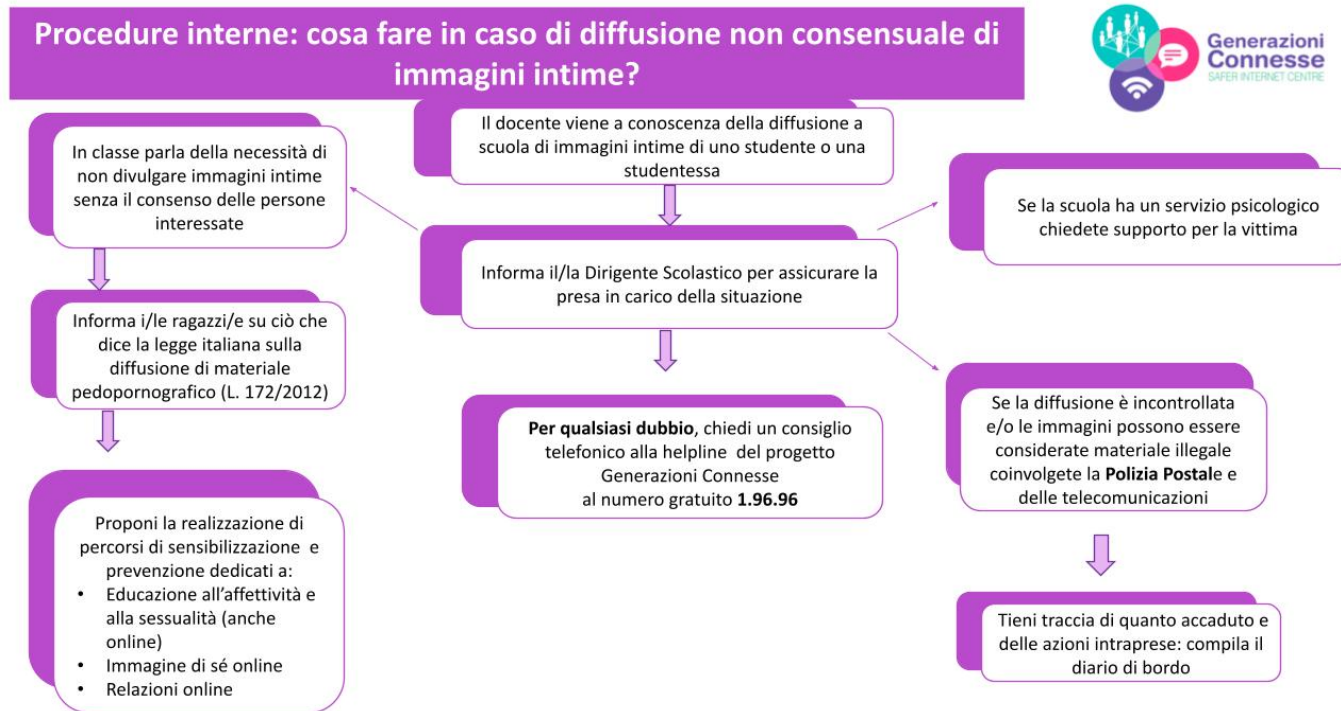 Procedure interne: cosa fare in caso di diffusione non consensuale di
immagini intime?
Generazioni
Connesse
SAFER INTERNET CENTRE
Il docente viene a conoscenza della diffusione a
scuola di immagini intime di uno studente o una
studentessa
In classe parla della necessità di
non divulgare immagini intime
senza il consenso delle persone
interessate
Se la scuola ha un servizio psicologico
chiedete supporto per la vittima
Informa il/la Dirigente Scolastico per assicurare la
presa in carico della situazione
Informa i/le ragazzi/e su ciò che
dice la legge italiana sulla
diffusione di materiale
pedopornografico (L. 172/2012)
Per qualsiasi dubbio, chiedi un consiglio
telefonico alla helpline del progetto
Generazioni Connesse
al numero gratuito 1.96.96
Se la diffusione è incontrollata
e/o le immagini possono essere
considerate materiale illegale
coinvolgete la Polizia Postale e
delle telecomunicazioni
Proponi la realizzazione di
percorsi di sensibilizzazione e
prevenzione dedicati a:
• Educazione all’affettività e
alla sessualità (anche
online)
• Immagine di sé online
• Relazioni online
Tieni traccia di quanto accaduto e
delle azioni intraprese: compila il
diario di bordo